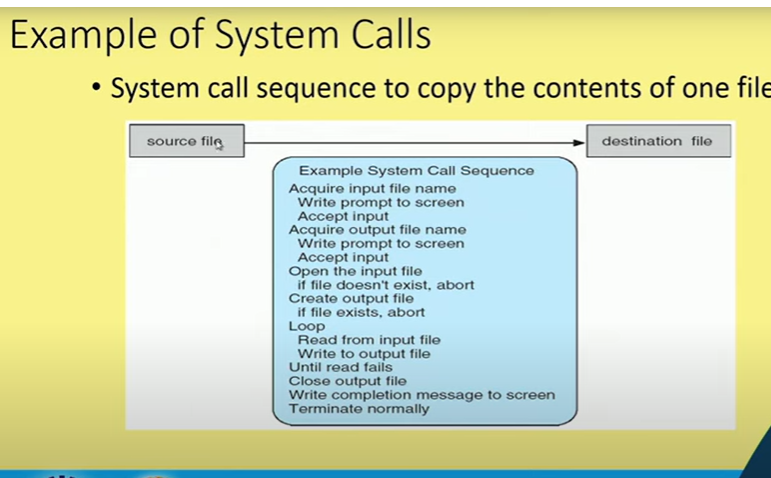 Example of System Calls
• System call sequence to copy the contents of one file
source file
destination file
Example System Call Sequence
Acquire input file name
Write prompt to screen
Accept input
Acquire output file name
Write prompt to screen
Accept input
Open the input file
if file doesn't exist, abort
Create output file
if file exists, abort
Loop
Read from input file
Write to output file
Until read fails
Close output file
Write completion message to screen
Terminate normally